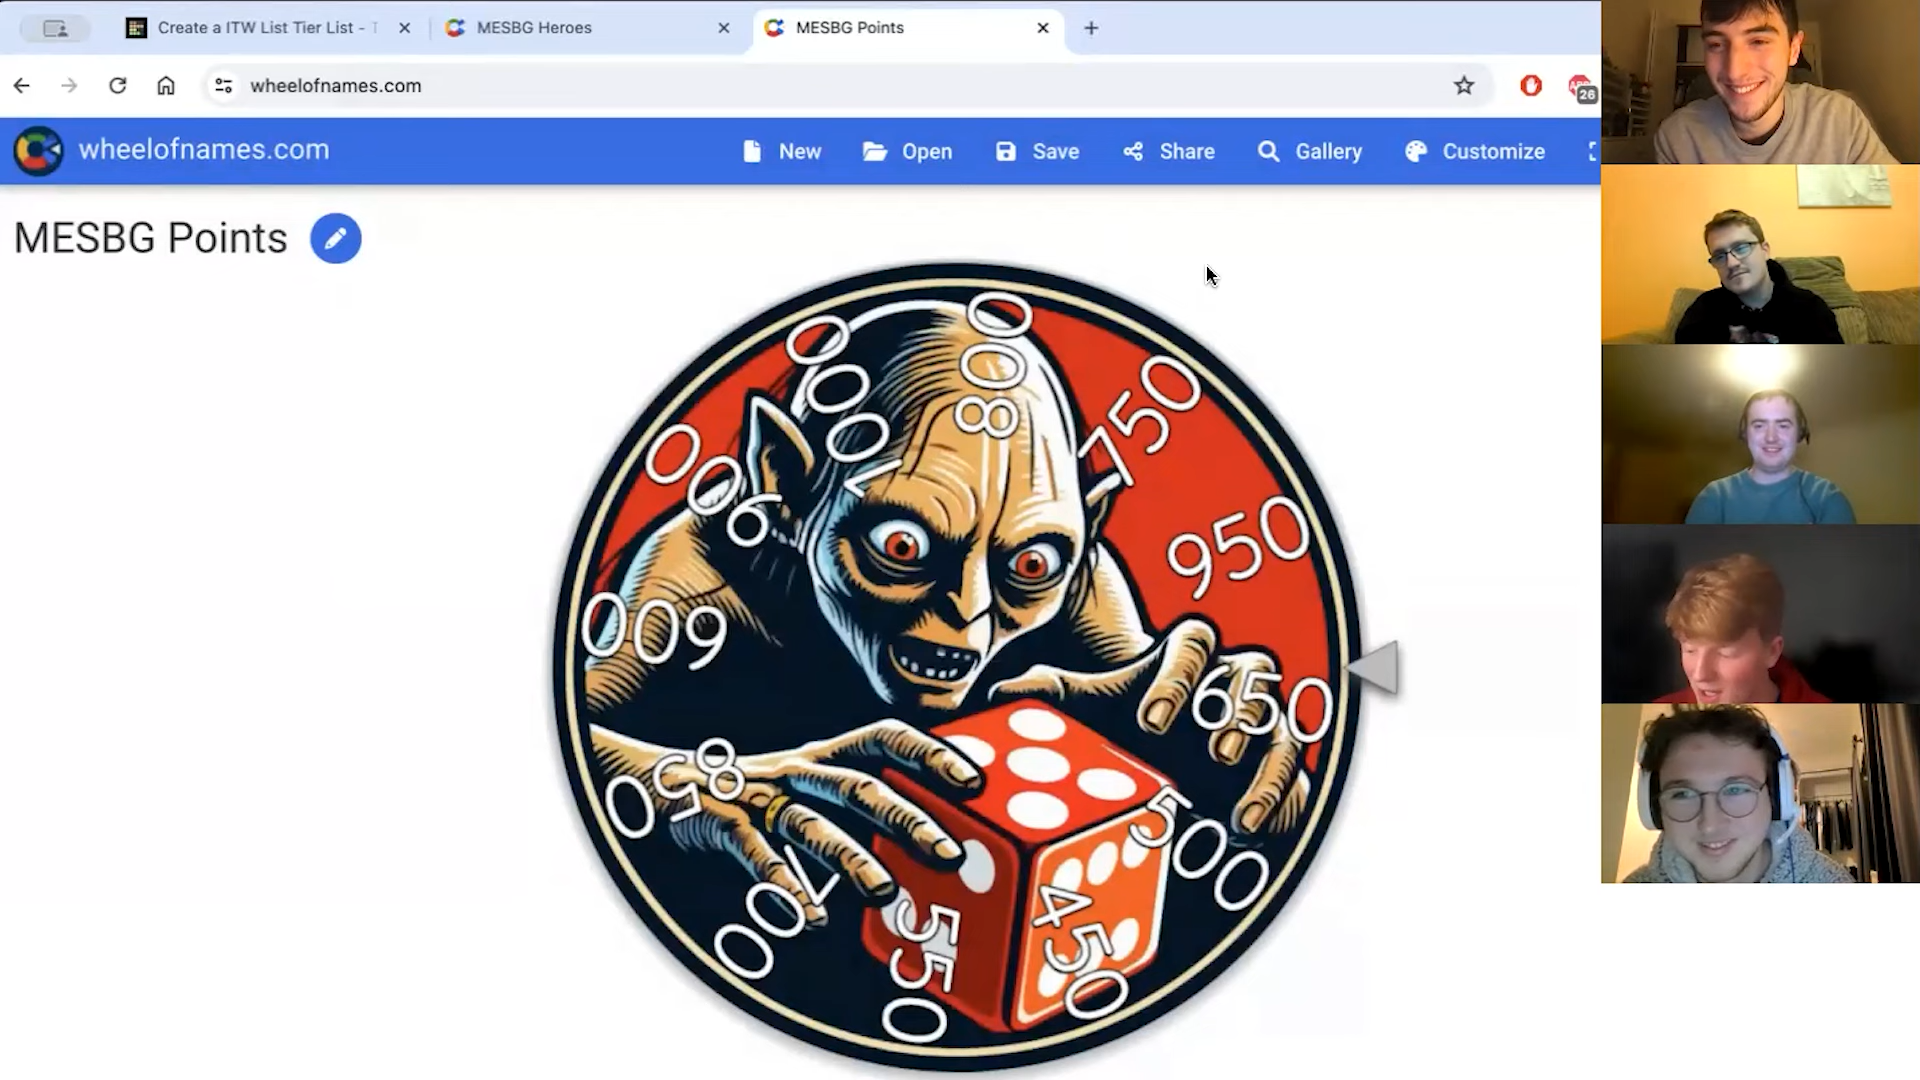 Create a ITW List Tier List -
MESBG Heroes
MESBG Points
wheelofnames.com
26
wheelofnames.com
New
Open
Save
Share
Gallery
Customize
MESBG Points
800
750
950
650
500
450
550
700
850
600
900
1000